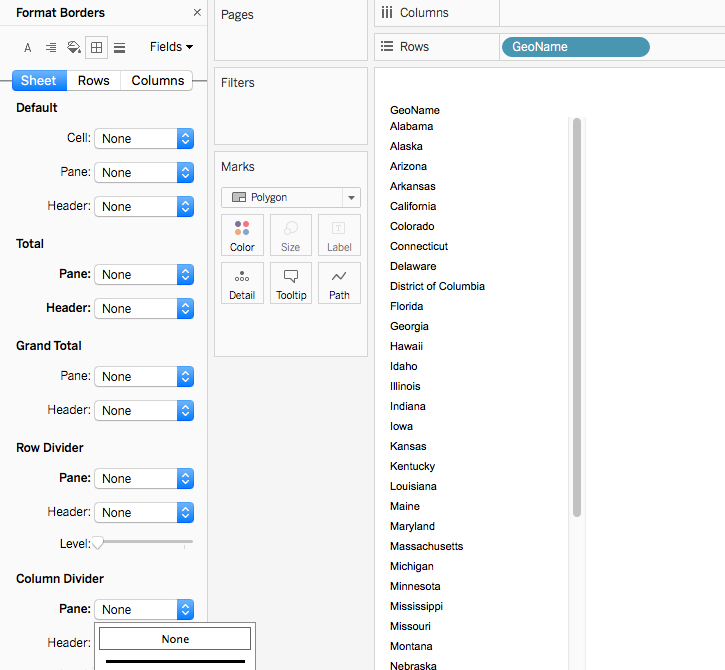 Format Borders ×
A Fields
Sheet Rows Columns
Default
Cell: None
Pane: None
Header: None
Total
Pane: None
Header: None
Grand Total
Pane: None
Header: None
Row Divider
Pane: None
Header: None
Level:
Column Divider
Pane: None
Header:
None
Pages
Filters
Marks
Polygon
Color Size T Label
Detail Tooltip Path
Columns
Rows GeoName
GeoName
Alabama
Alaska
Arizona
Arkansas
California
Colorado
Connecticut
Delaware
District of Columbia
Florida
Georgia
Hawaii
Idaho
Illinois
Indiana
Iowa
Kansas
Kentucky
Louisiana
Maine
Maryland
Massachusetts
Michigan
Minnesota
Mississippi
Missouri
Montana
Nebraska